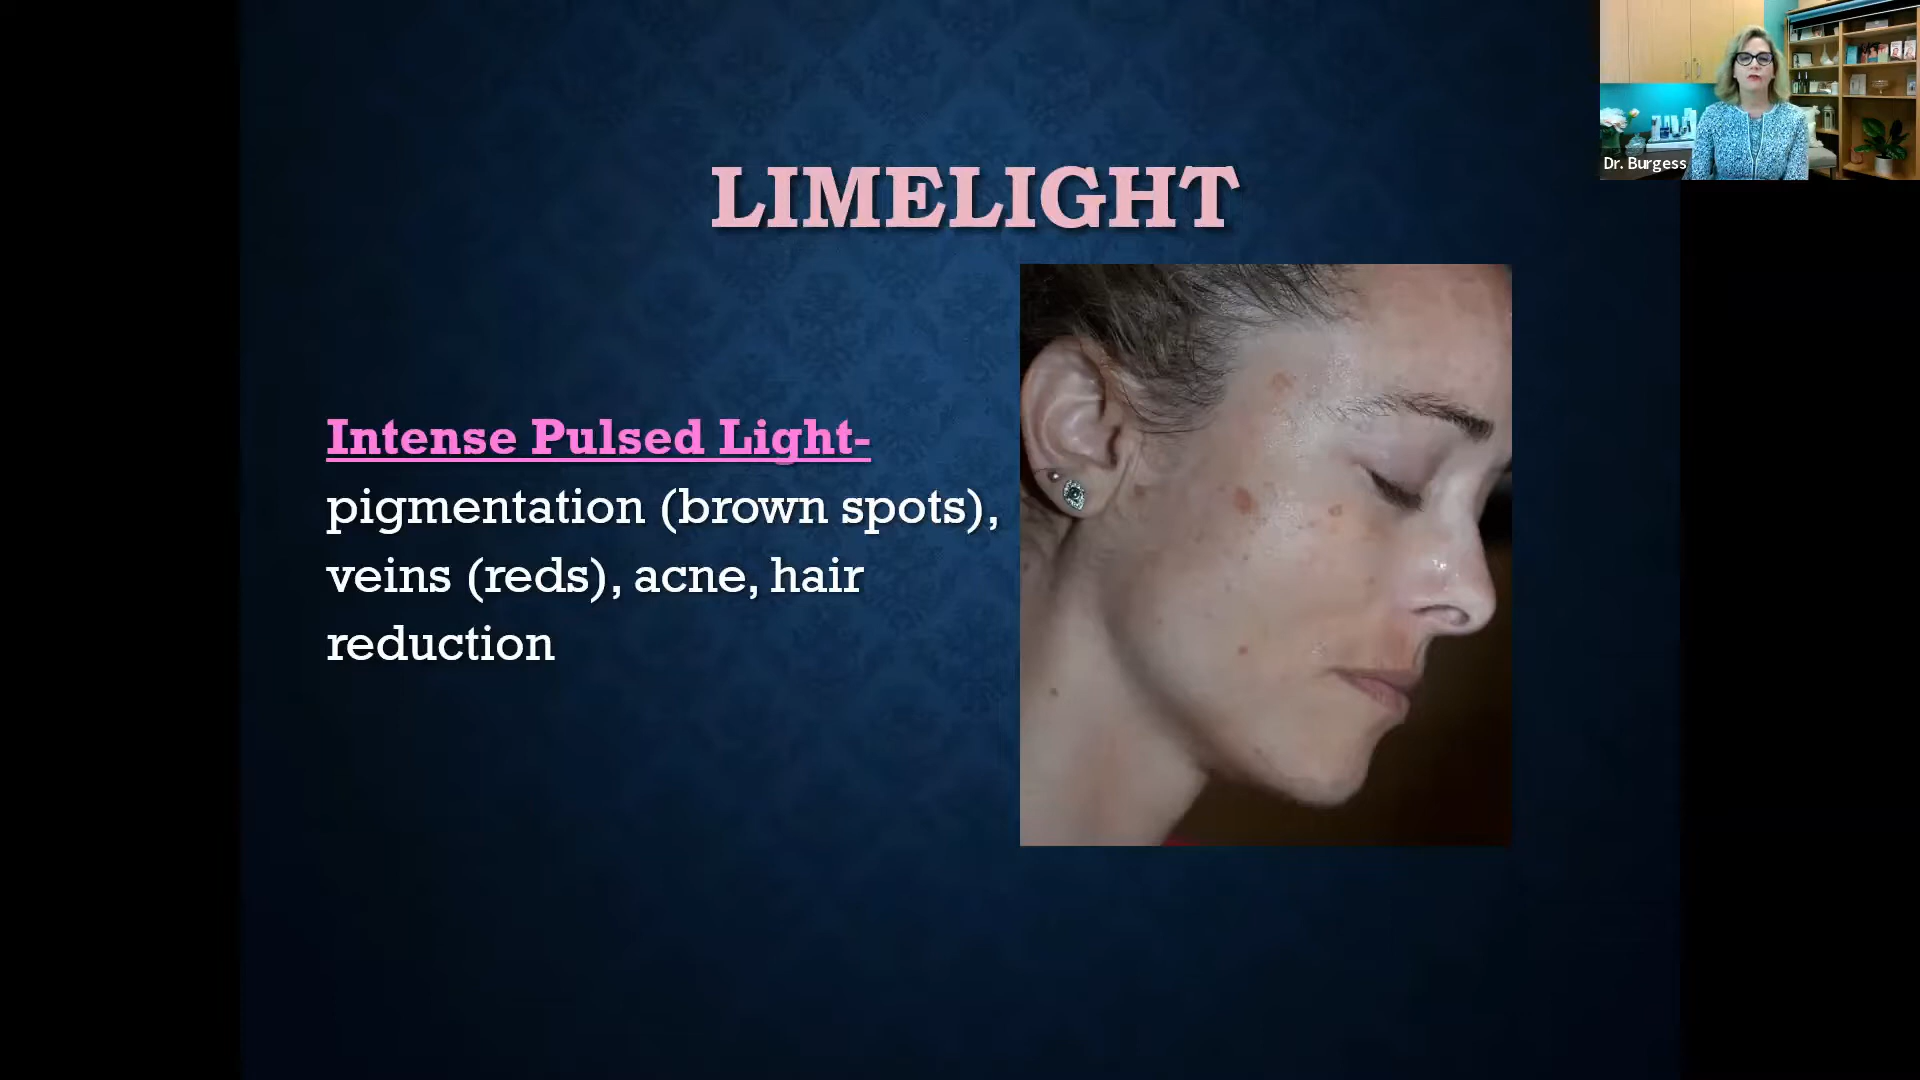 LIMELIGHT
Intense Pulsed Light-
pigmentation (brown spots),
veins (reds), acne, hair
reduction
Dr. Burgess